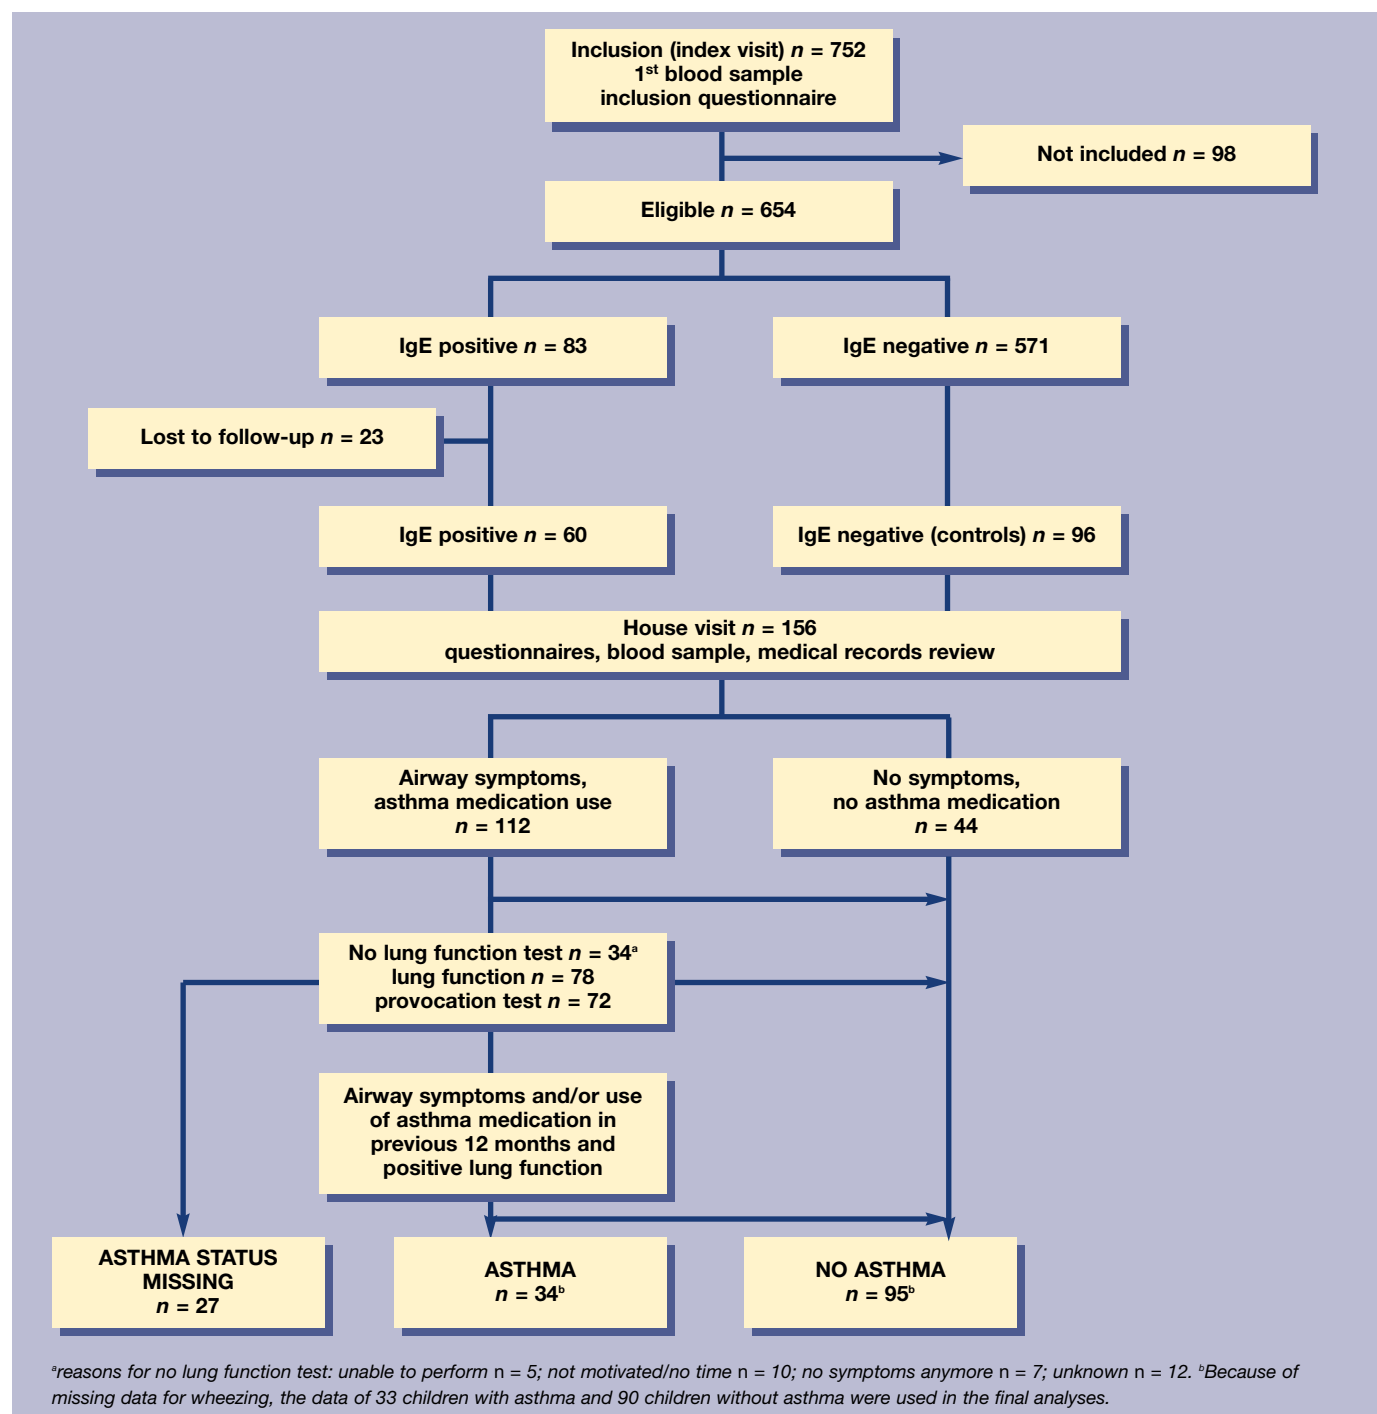 Inclusion (index visit) n = 752
1st blood sample
inclusion questionnaire
Not included n = 98
Eligible n = 654
IgE positive n = 83
IgE negative n = 571
Lost to follow-up n = 23
IgE positive n = 60
IgE negative (controls) n = 96
House visit n = 156
questionnaires, blood sample, medical records review
Airway symptoms,
asthma medication use
n = 112
No symptoms,
no asthma medication
n = 44
No lung function test n = 34a
lung function n = 78
provocation test n = 72
Airway symptoms and/or use
of asthma medication in
previous 12 months and
positive lung function
ASTHMA STATUS
MISSING
n = 27
ASTHMA
n = 34b
NO ASTHMA
n = 95b
areasons for no lung function test: unable to perform n = 5; not motivated/no time n = 10; no symptoms anymore n = 7; unknown n = 12. bBecause of
missing data for wheezing, the data of 33 children with asthma and 90 children without asthma were used in the final analyses.